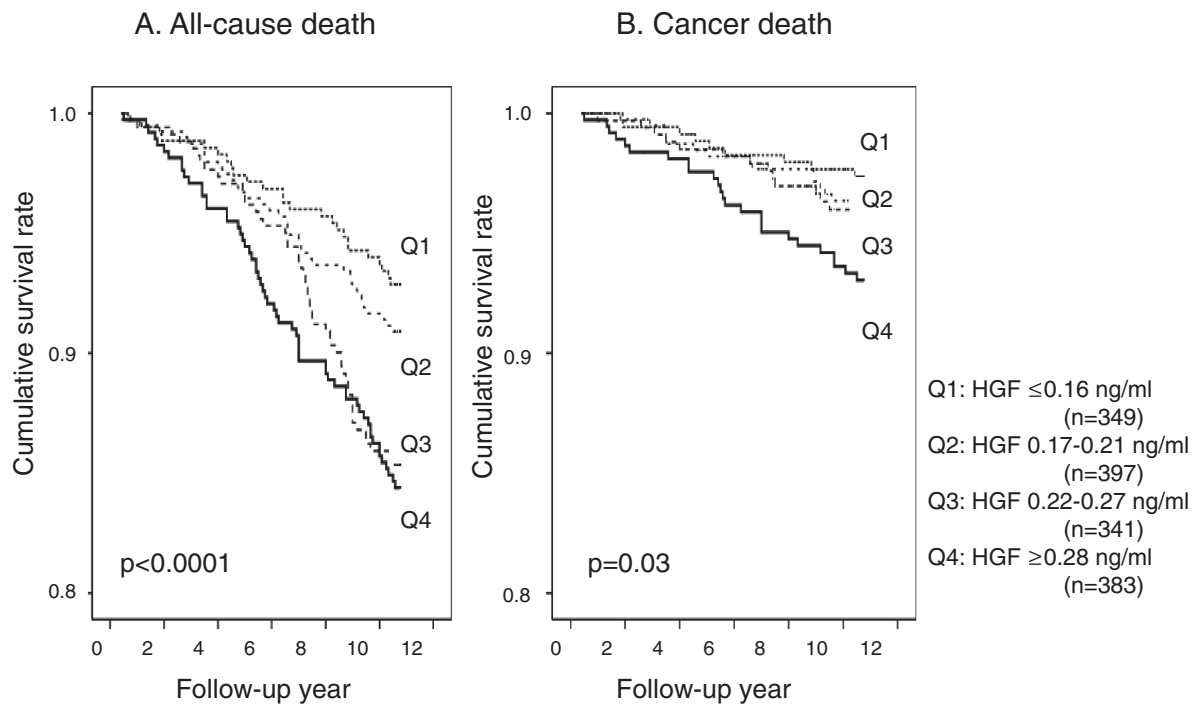 A. All-cause death
Cumulative survival rate
1.0
0.9
0.8
Q1
Q2
Q3
Q4
p<0.0001
0 2 4 6 8 10 12
Follow-up year
B. Cancer death
Cumulative survival rate
1.0
0.9
0.8
Q1
Q2
Q3
Q4
p=0.03
0 2 4 6 8 10 12
Follow-up year
Q1: HGF ≤0.16 ng/ml
(n=349)
Q2: HGF 0.17-0.21 ng/ml
(n=397)
Q3: HGF 0.22-0.27 ng/ml
(n=341)
Q4: HGF ≥0.28 ng/ml
(n=383)